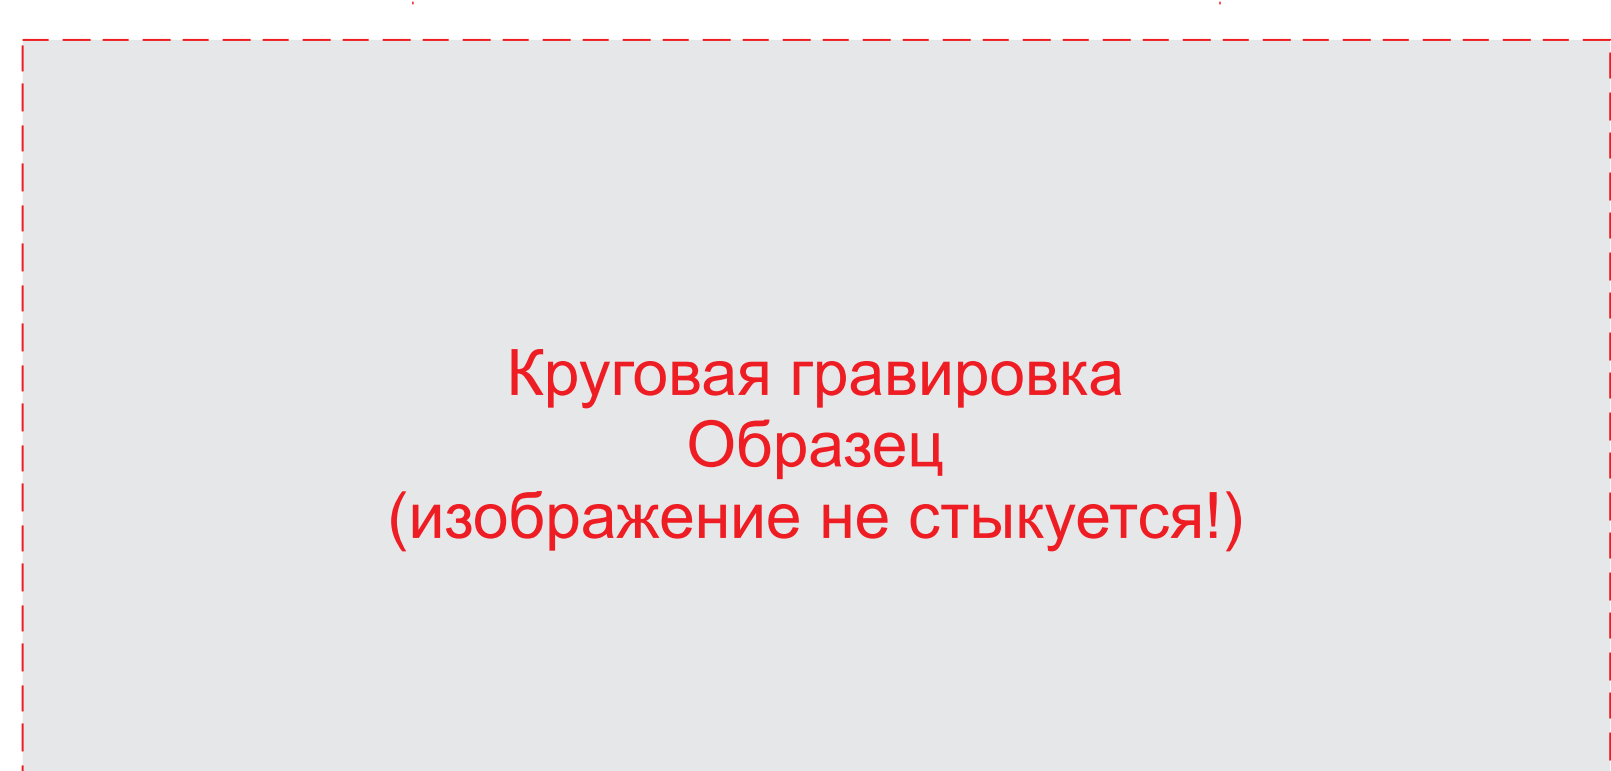 Круговая гравировка
Образец
(изображение не стыкуется!)